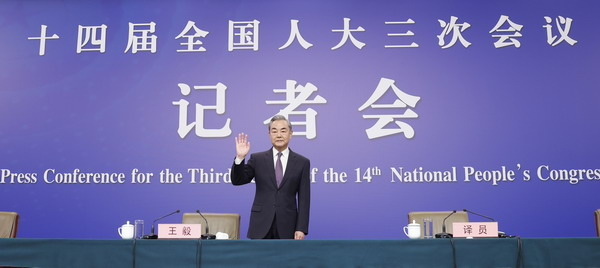 十四届全国人大三次会议
记者会
Press Conference for the Third of the 14th National People's Congress
王毅
译员